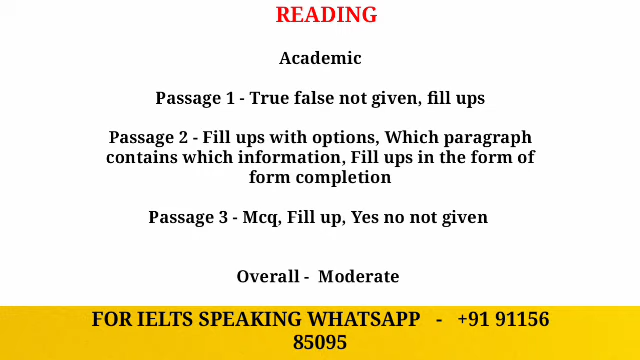 READING
Academic
Passage 1 - True false not given, fill ups
Passage 2 - Fill ups with options, Which paragraph
contains which information, Fill ups in the form of
form completion
Passage 3 - Mcq, Fill up, Yes no not given
Overall - Moderate
FOR IELTS SPEAKING WHATSAPP - +91 91156
85095